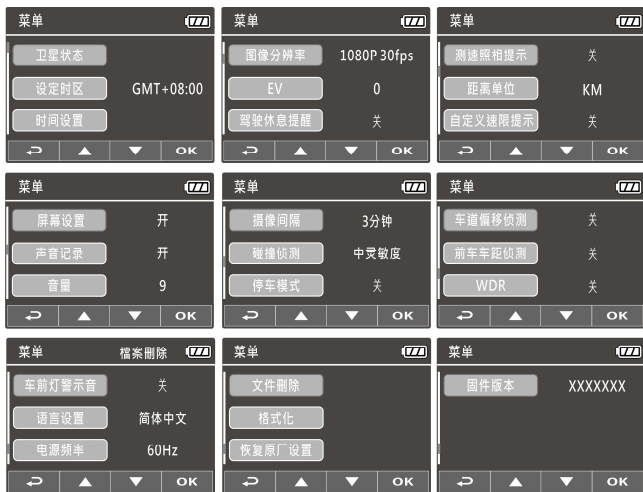 菜单
卫星状态
设定时区 GMT+08:00
时间设置
OK
菜单
图像分辨率 1080P 30fps
EV 0
驾驶休息提醒 关
OK
菜单
测速照相提示 关
距离单位 KM
自定义速限提示 关
OK
菜单
屏幕设置 开
声音记录 开
音量 9
OK
菜单
摄像间隔 3分钟
碰撞侦测 中灵敏度
停车模式 关
OK
菜单
车道偏移侦测 关
前车车距侦测 关
WDR 关
OK
菜单 檔案刪除
车前灯警示音 关
语言设置 简体中文
电源频率 60Hz
OK
菜单
文件删除
格式化
恢复原厂设置
OK
菜单
固件版本 XXXXXXX
OK